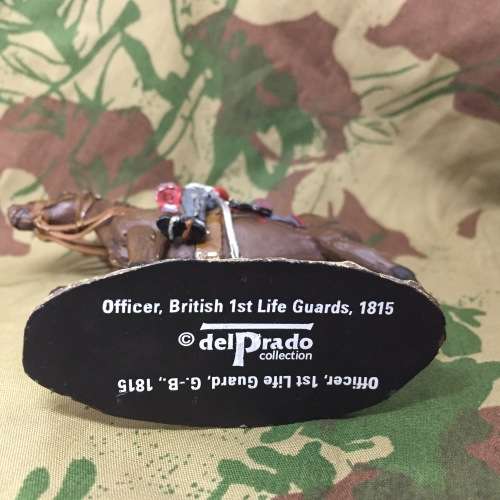 Officer, British 1st Life Guards, 1815
© delPrado
collection
Officer, 1st Life Guard, G.-B., 1815